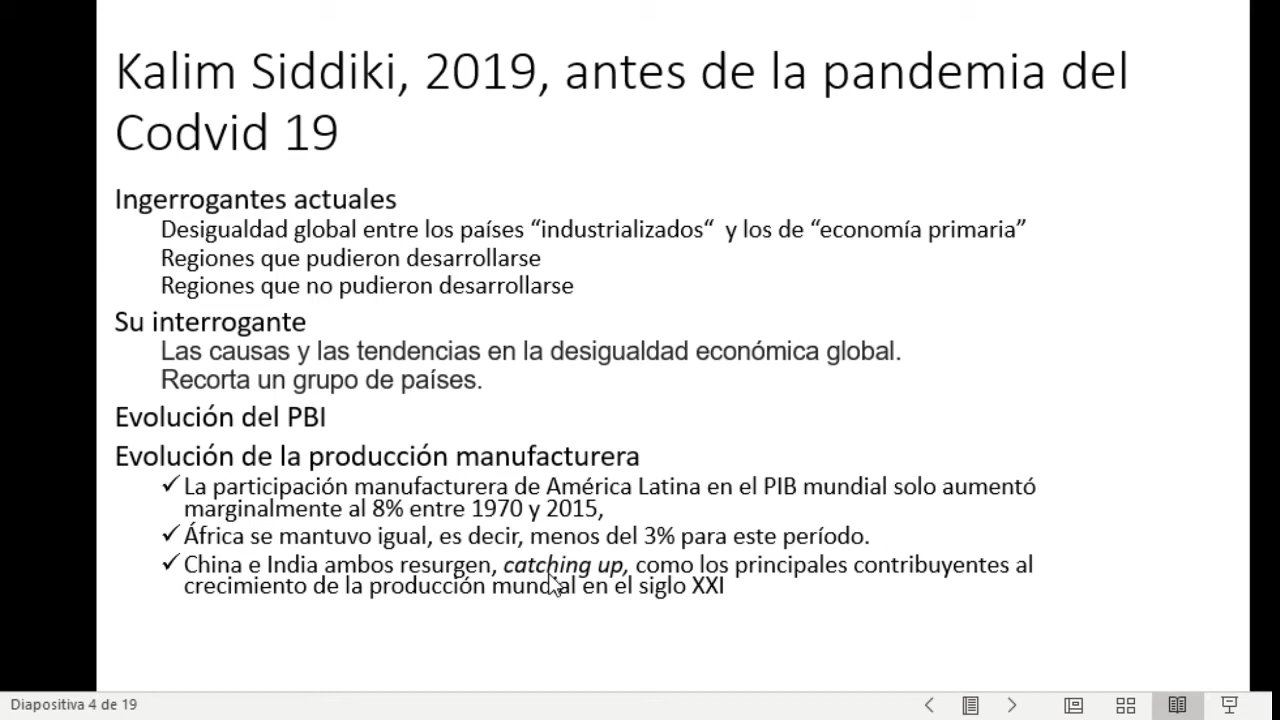 Kalim Siddiki, 2019, antes de la pandemia del
Codvid 19
Ingerrogantes actuales
Desigualdad global entre los países “industrializados“ y los de “economía primaria”
Regiones que pudieron desarrollarse
Regiones que no pudieron desarrollarse
Su interrogante
Las causas y las tendencias en la desigualdad económica global.
Recorta un grupo de países.
Evolución del PBI
Evolución de la producción manufacturera
✓La participación manufacturera de América Latina en el PIB mundial solo aumentó
marginalmente al 8% entre 1970 y 2015,
✓África se mantuvo igual, es decir, menos del 3% para este período.
✓China e India ambos resurgen, catching up, como los principales contribuyentes al
crecimiento de la producción mundial en el siglo XXI
Diapositiva 4 de 19